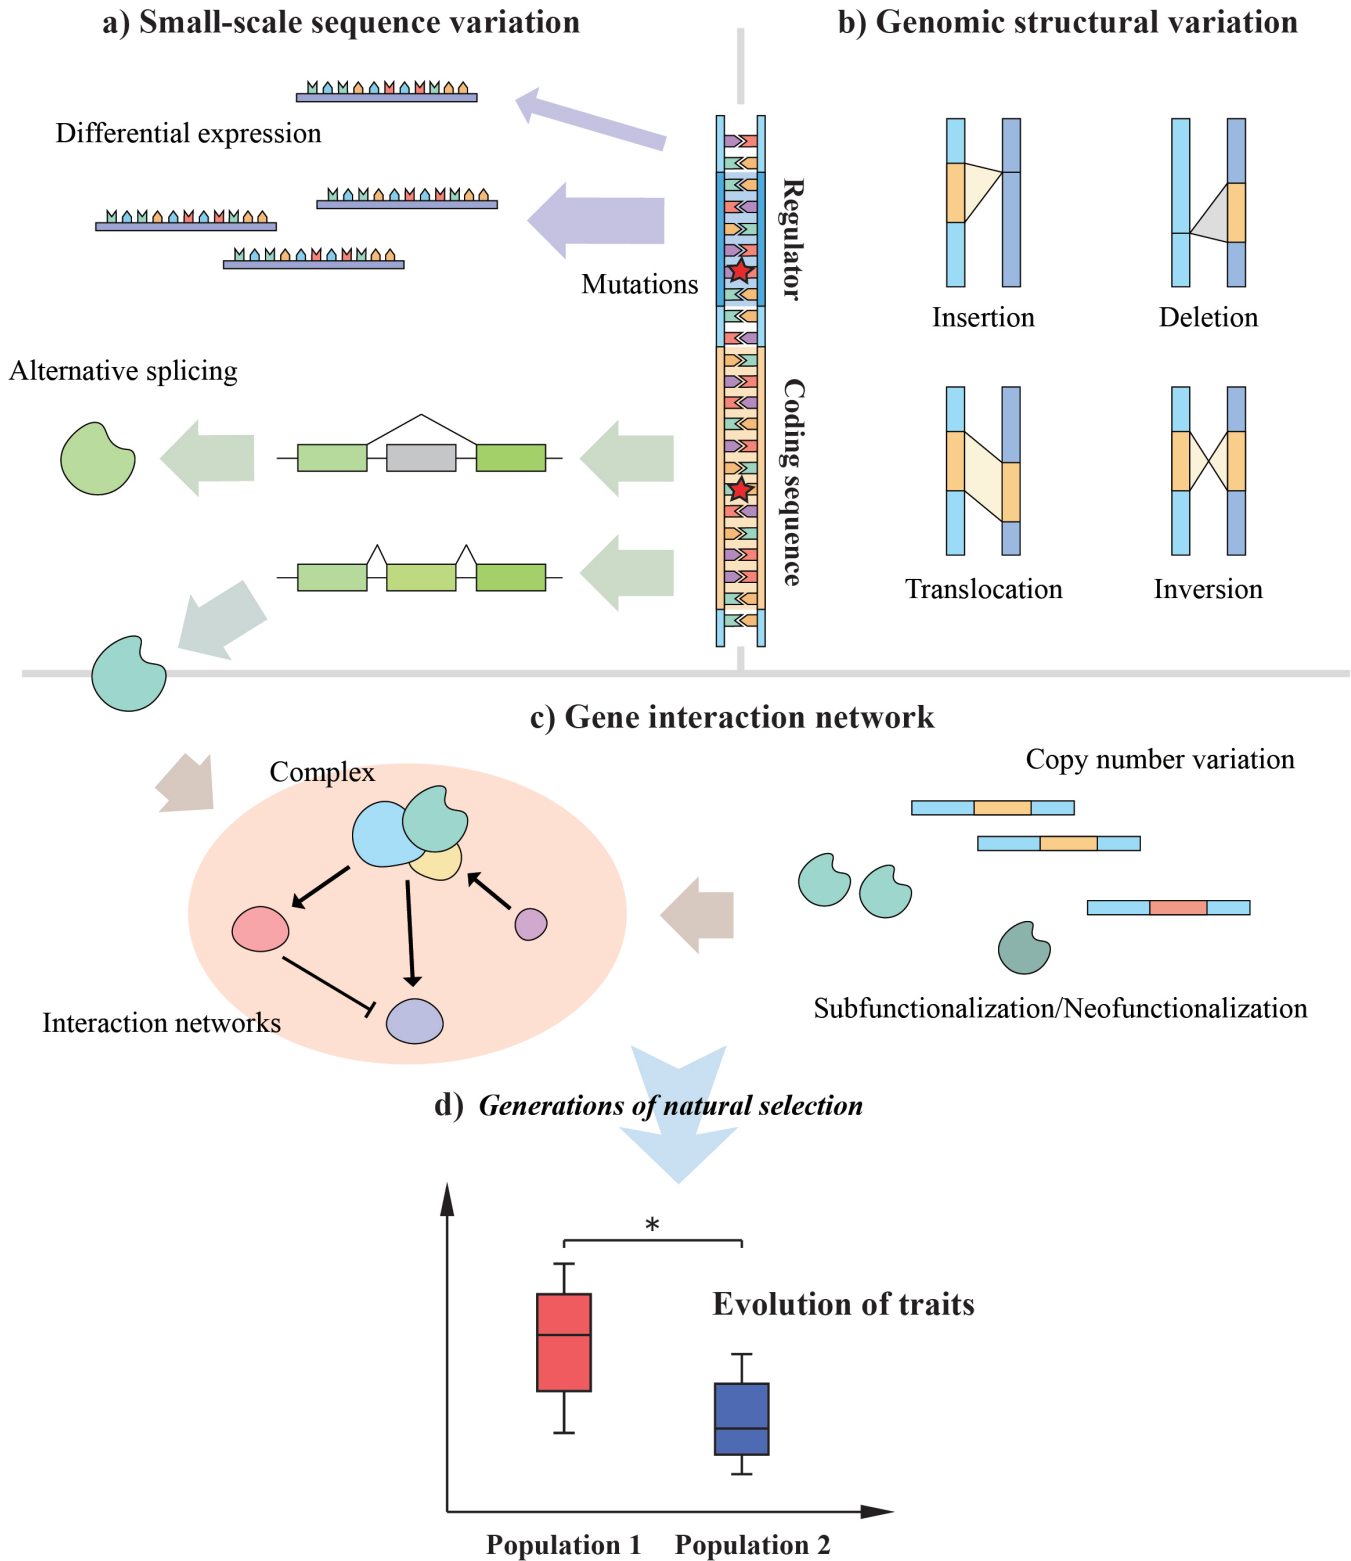 a) Small-scale sequence variation
b) Genomic structural variation
Differential expression
Regulator
Mutations
Insertion
Deletion
Alternative splicing
Coding sequence
Translocation
Inversion
c) Gene interaction network
Copy number variation
Complex
Subfunctionalization/Neofunctionalization
Interaction networks
d) Generations of natural selection
*
Evolution of traits
Population 1
Population 2